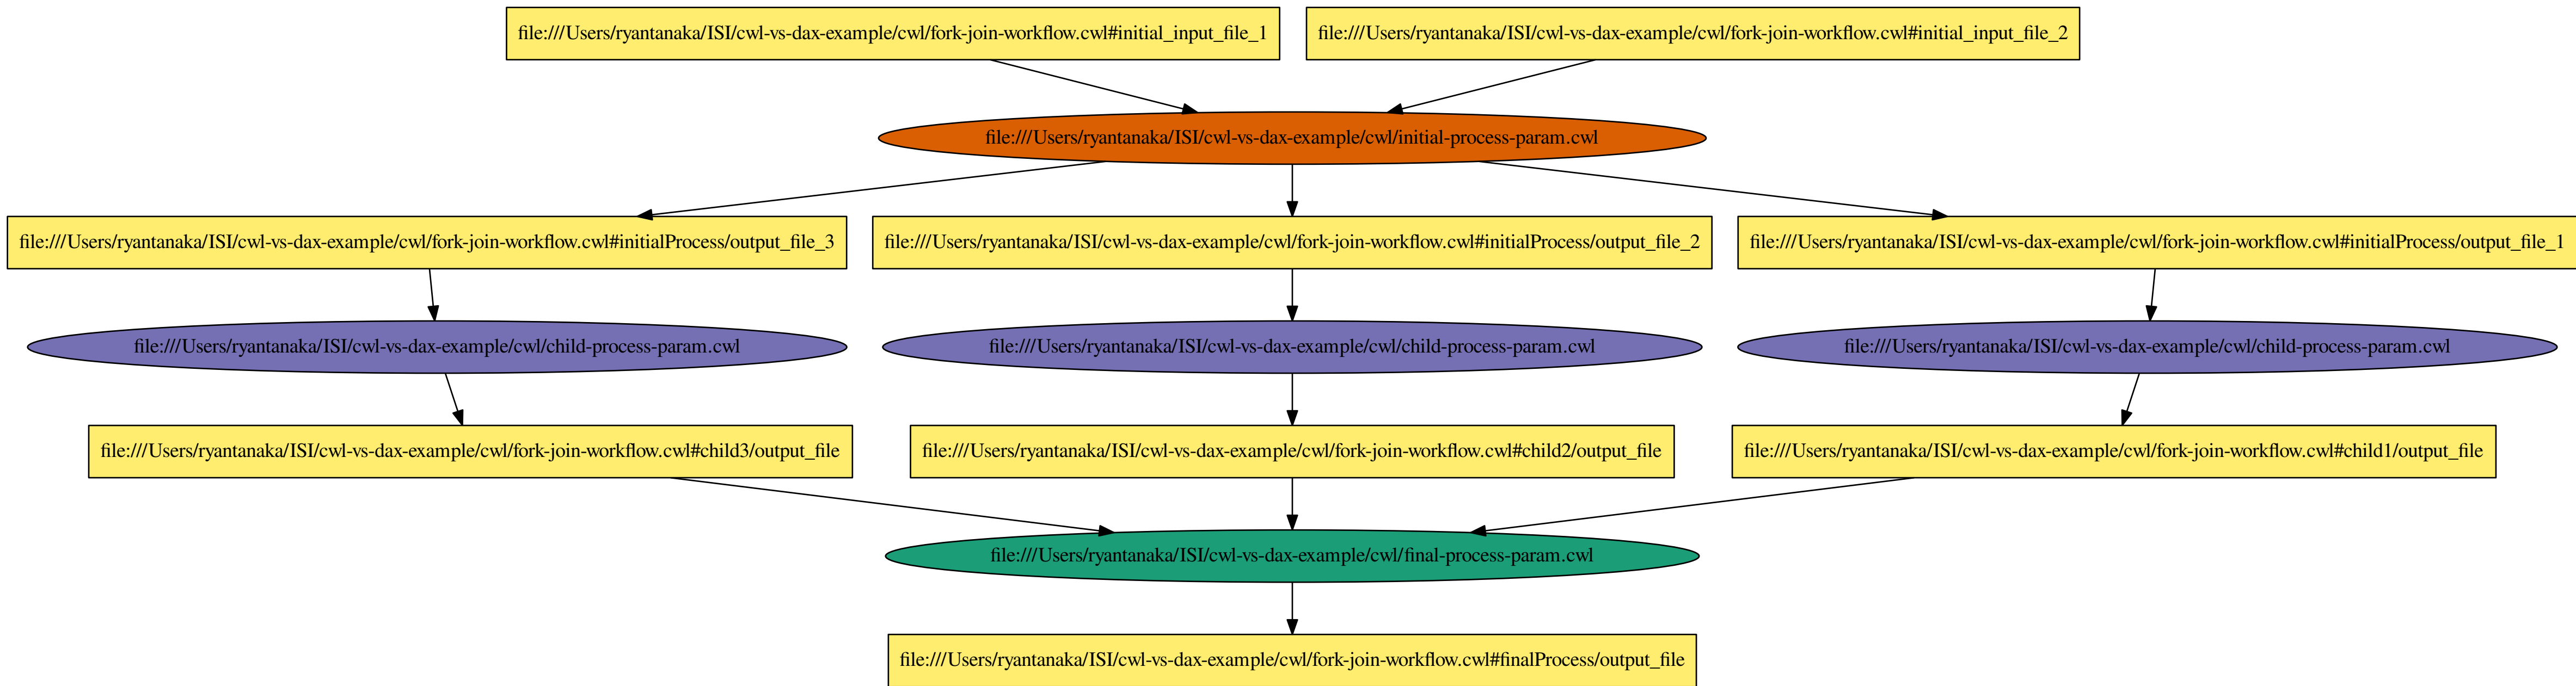 file:///Users/ryantanaka/ISI/cwl-vs-dax-example/cwl/fork-join-workflow.cwl#initial_input_file_1
file:///Users/ryantanaka/ISI/cwl-vs-dax-example/cwl/fork-join-workflow.cwl#initial_input_file_2
file:///Users/ryantanaka/ISI/cwl-vs-dax-example/cwl/initial-process-param.cwl
file:///Users/ryantanaka/ISI/cwl-vs-dax-example/cwl/fork-join-workflow.cwl#initialProcess/output_file_3
file:///Users/ryantanaka/ISI/cwl-vs-dax-example/cwl/fork-join-workflow.cwl#initialProcess/output_file_2
file:///Users/ryantanaka/ISI/cwl-vs-dax-example/cwl/fork-join-workflow.cwl#initialProcess/output_file_1
file:///Users/ryantanaka/ISI/cwl-vs-dax-example/cwl/child-process-param.cwl
file:///Users/ryantanaka/ISI/cwl-vs-dax-example/cwl/child-process-param.cwl
file:///Users/ryantanaka/ISI/cwl-vs-dax-example/cwl/child-process-param.cwl
file:///Users/ryantanaka/ISI/cwl-vs-dax-example/cwl/fork-join-workflow.cwl#child3/output_file
file:///Users/ryantanaka/ISI/cwl-vs-dax-example/cwl/fork-join-workflow.cwl#child2/output_file
file:///Users/ryantanaka/ISI/cwl-vs-dax-example/cwl/fork-join-workflow.cwl#child1/output_file
file:///Users/ryantanaka/ISI/cwl-vs-dax-example/cwl/final-process-param.cwl
file:///Users/ryantanaka/ISI/cwl-vs-dax-example/cwl/fork-join-workflow.cwl#finalProcess/output_file